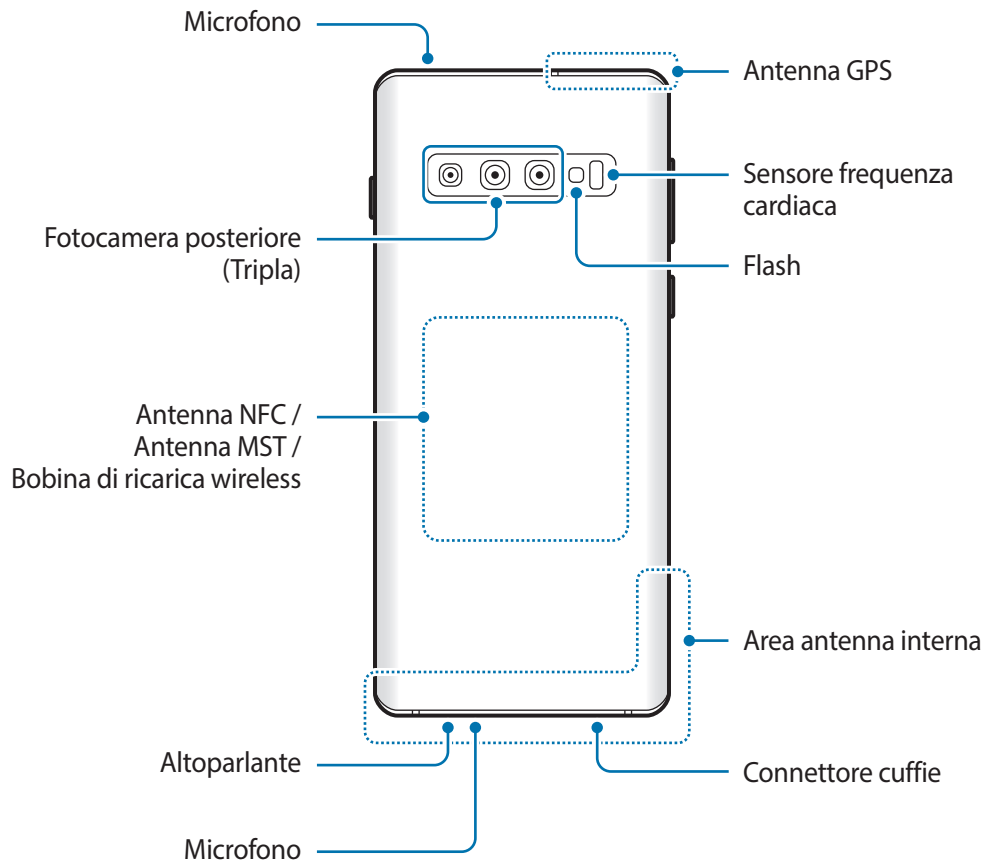 Microfono
Antenna GPS
Sensore frequenza
cardiaca
Fotocamera posteriore
(Tripla)
Flash
Antenna NFC /
Antenna MST /
Bobina di ricarica wireless
Area antenna interna
Altoparlante
Connettore cuffie
Microfono